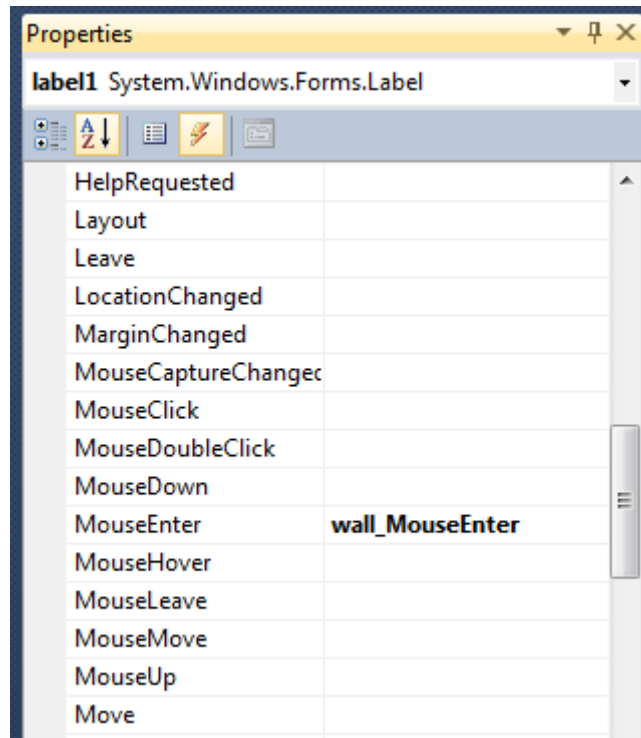 Properties
label1 System.Windows.Forms.Label
HelpRequested
Layout
Leave
LocationChanged
MarginChanged
MouseCaptureChanged
MouseClick
MouseDoubleClick
MouseDown
MouseEnter wall_MouseEnter
MouseHover
MouseLeave
MouseMove
MouseUp
Move